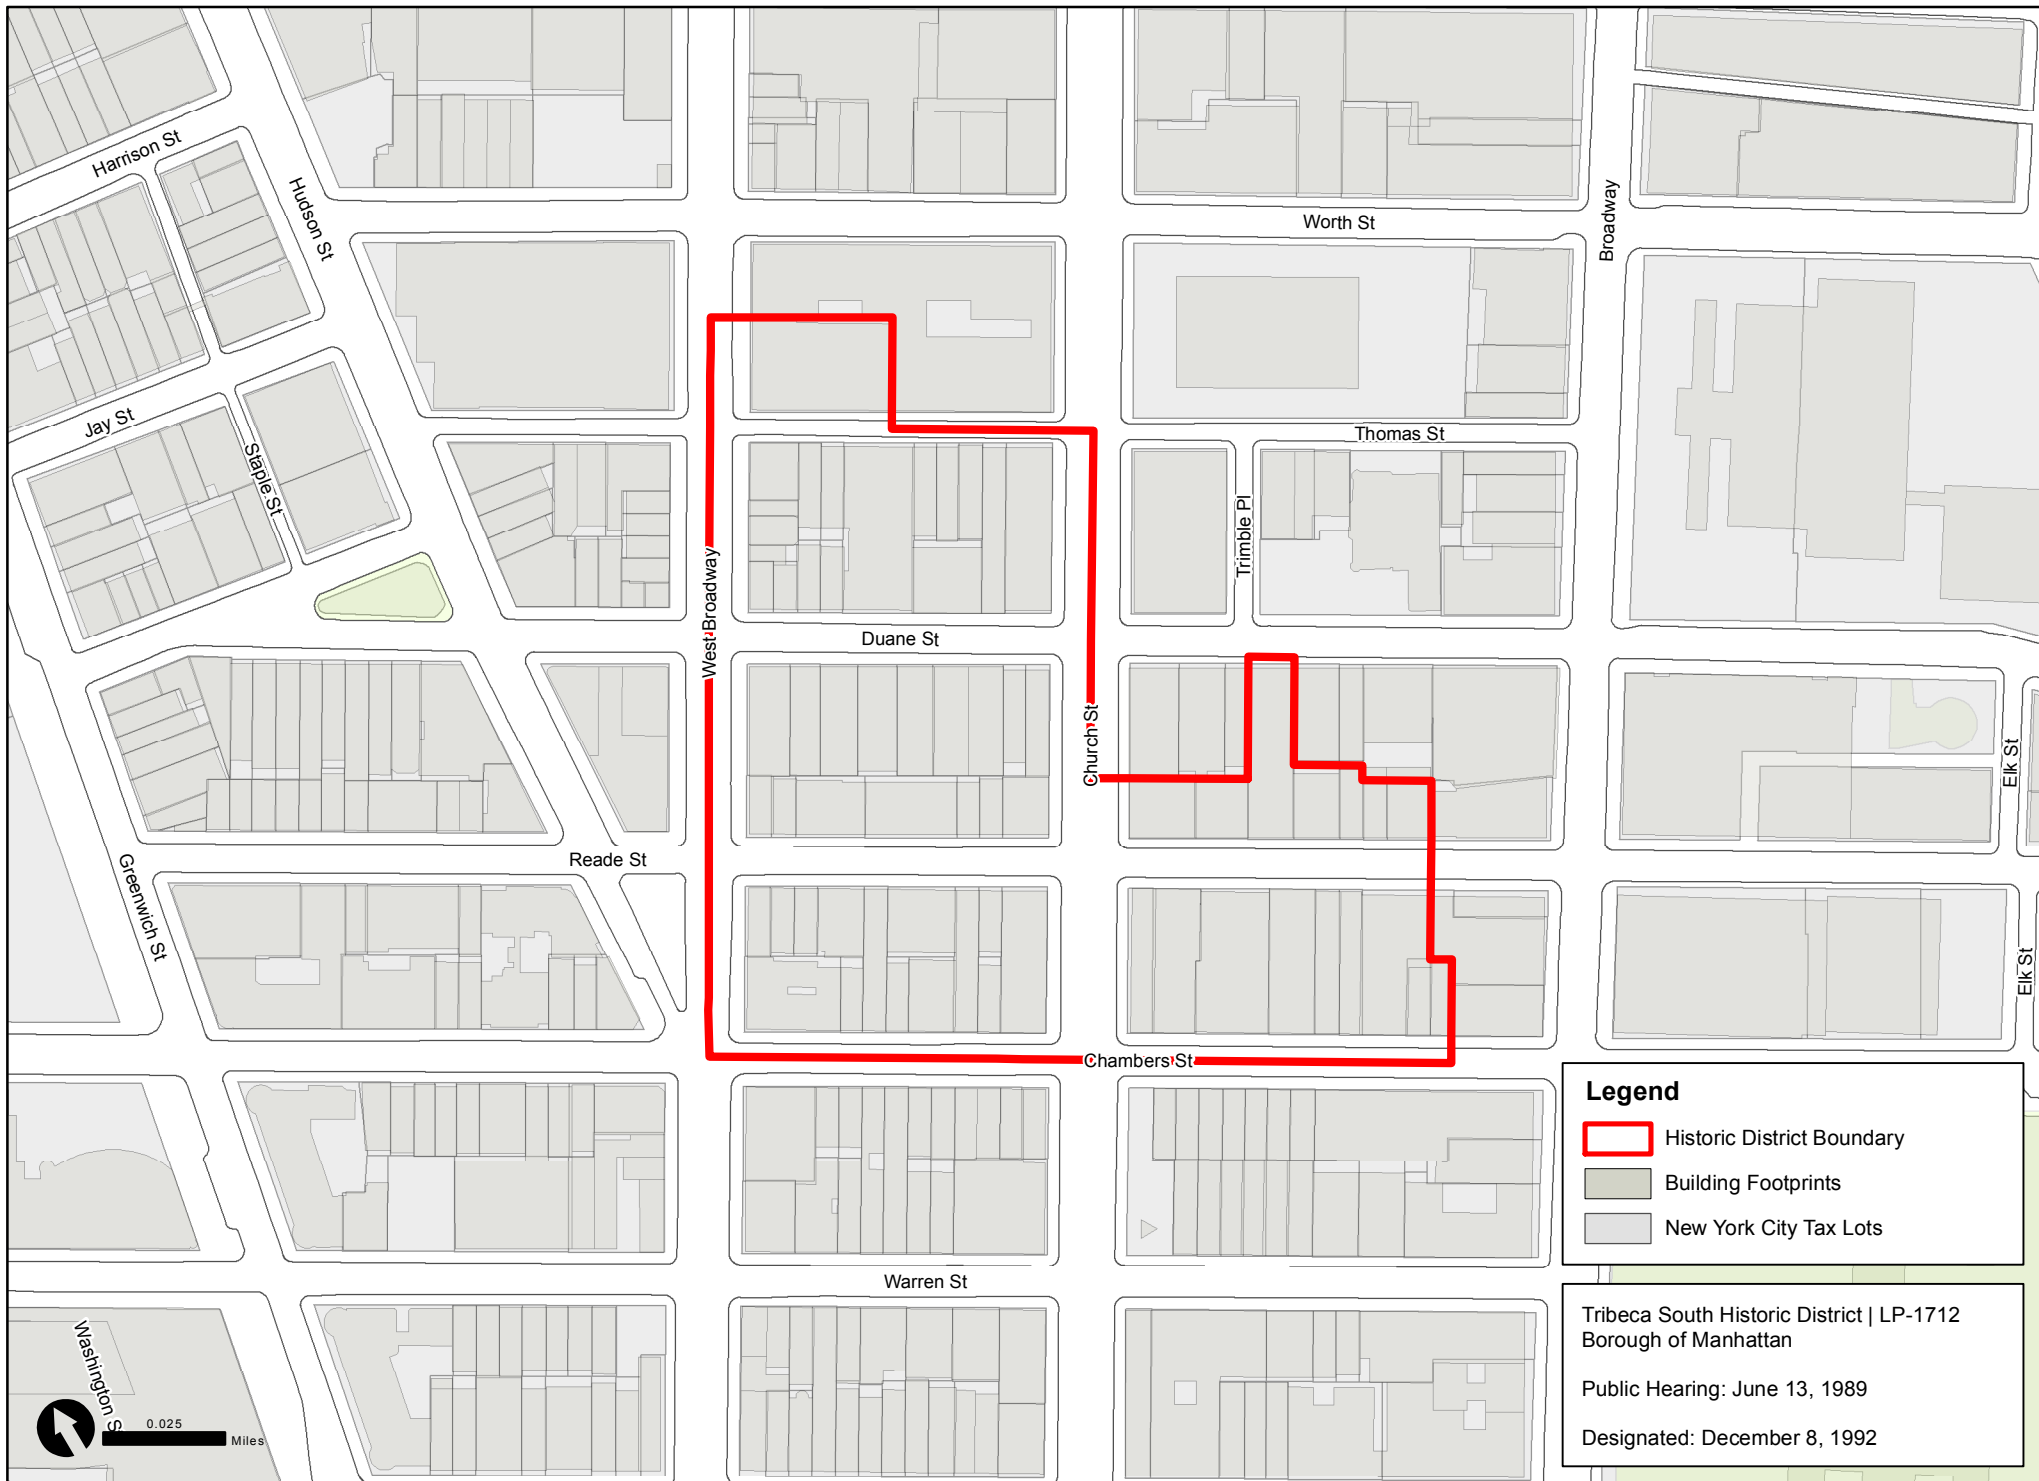 Harrison St
Hudson St
Worth St
Broadway
Jay St
Staple St
Thomas St
Trimble Pl
West Broadway
Duane St
Church St
Elk St
Reade St
Greenwich St
Elk St
Chambers St
Legend
Historic District Boundary
Building Footprints
New York City Tax Lots
Warren St
Washington S
0.025
Miles
Tribeca South Historic District | LP-1712
Borough of Manhattan
Public Hearing: June 13, 1989
Designated: December 8, 1992